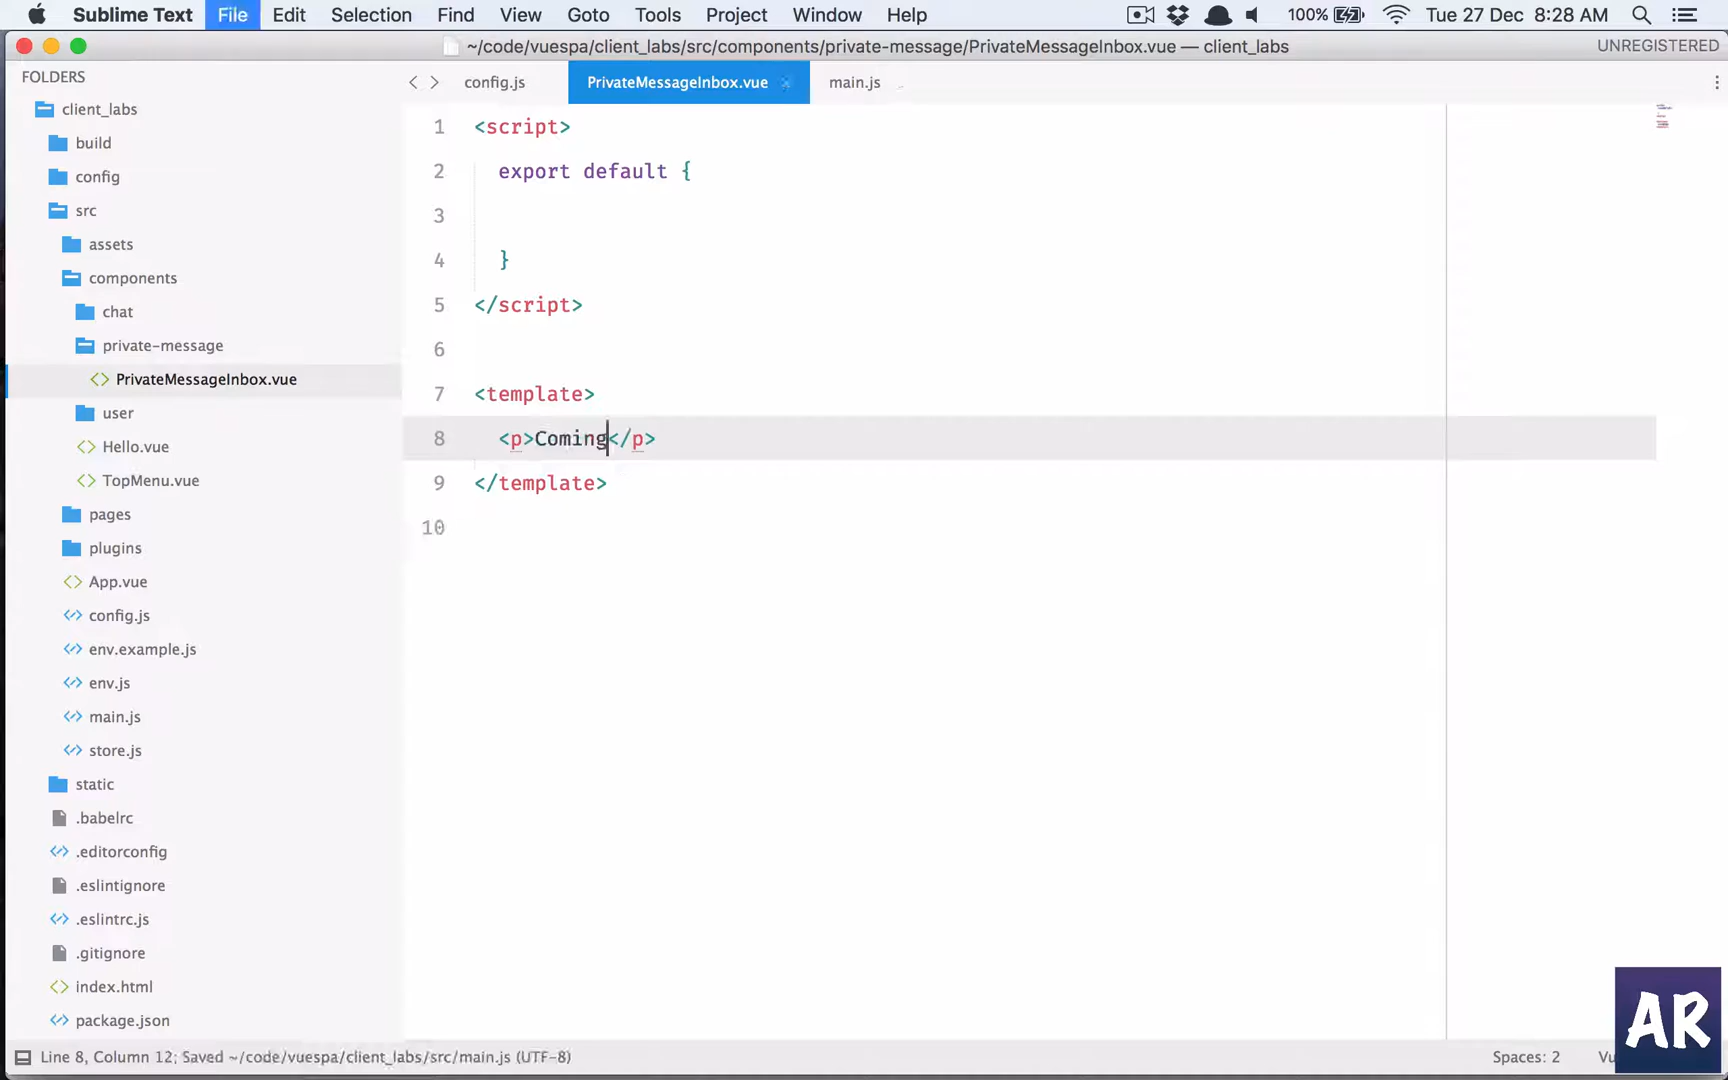 Sublime Text File Edit Selection Find View Goto Tools Project Window Help 100% Tue 27 Dec 8:28 AM
~/code/vuespa/client_labs/src/components/private-message/PrivateMessageInbox.vue — client_labs UNREGISTERED
FOLDERS
client_labs
build
config
src
assets
components
chat
private-message
PrivateMessageInbox.vue
user
Hello.vue
TopMenu.vue
pages
plugins
App.vue
config.js
env.example.js
env.js
main.js
store.js
static
.babelrc
.editorconfig
.eslintignore
.eslintrc.js
.gitignore
index.html
package.json
config.js PrivateMessageInbox.vue main.js
1 <script>
2 export default {
3
4 }
5 </script>
6
7 <template>
8 <p>Coming</p>
9 </template>
10
Line 8, Column 12; Saved ~/code/vuespa/client_labs/src/main.js (UTF-8) Spaces: 2
AR